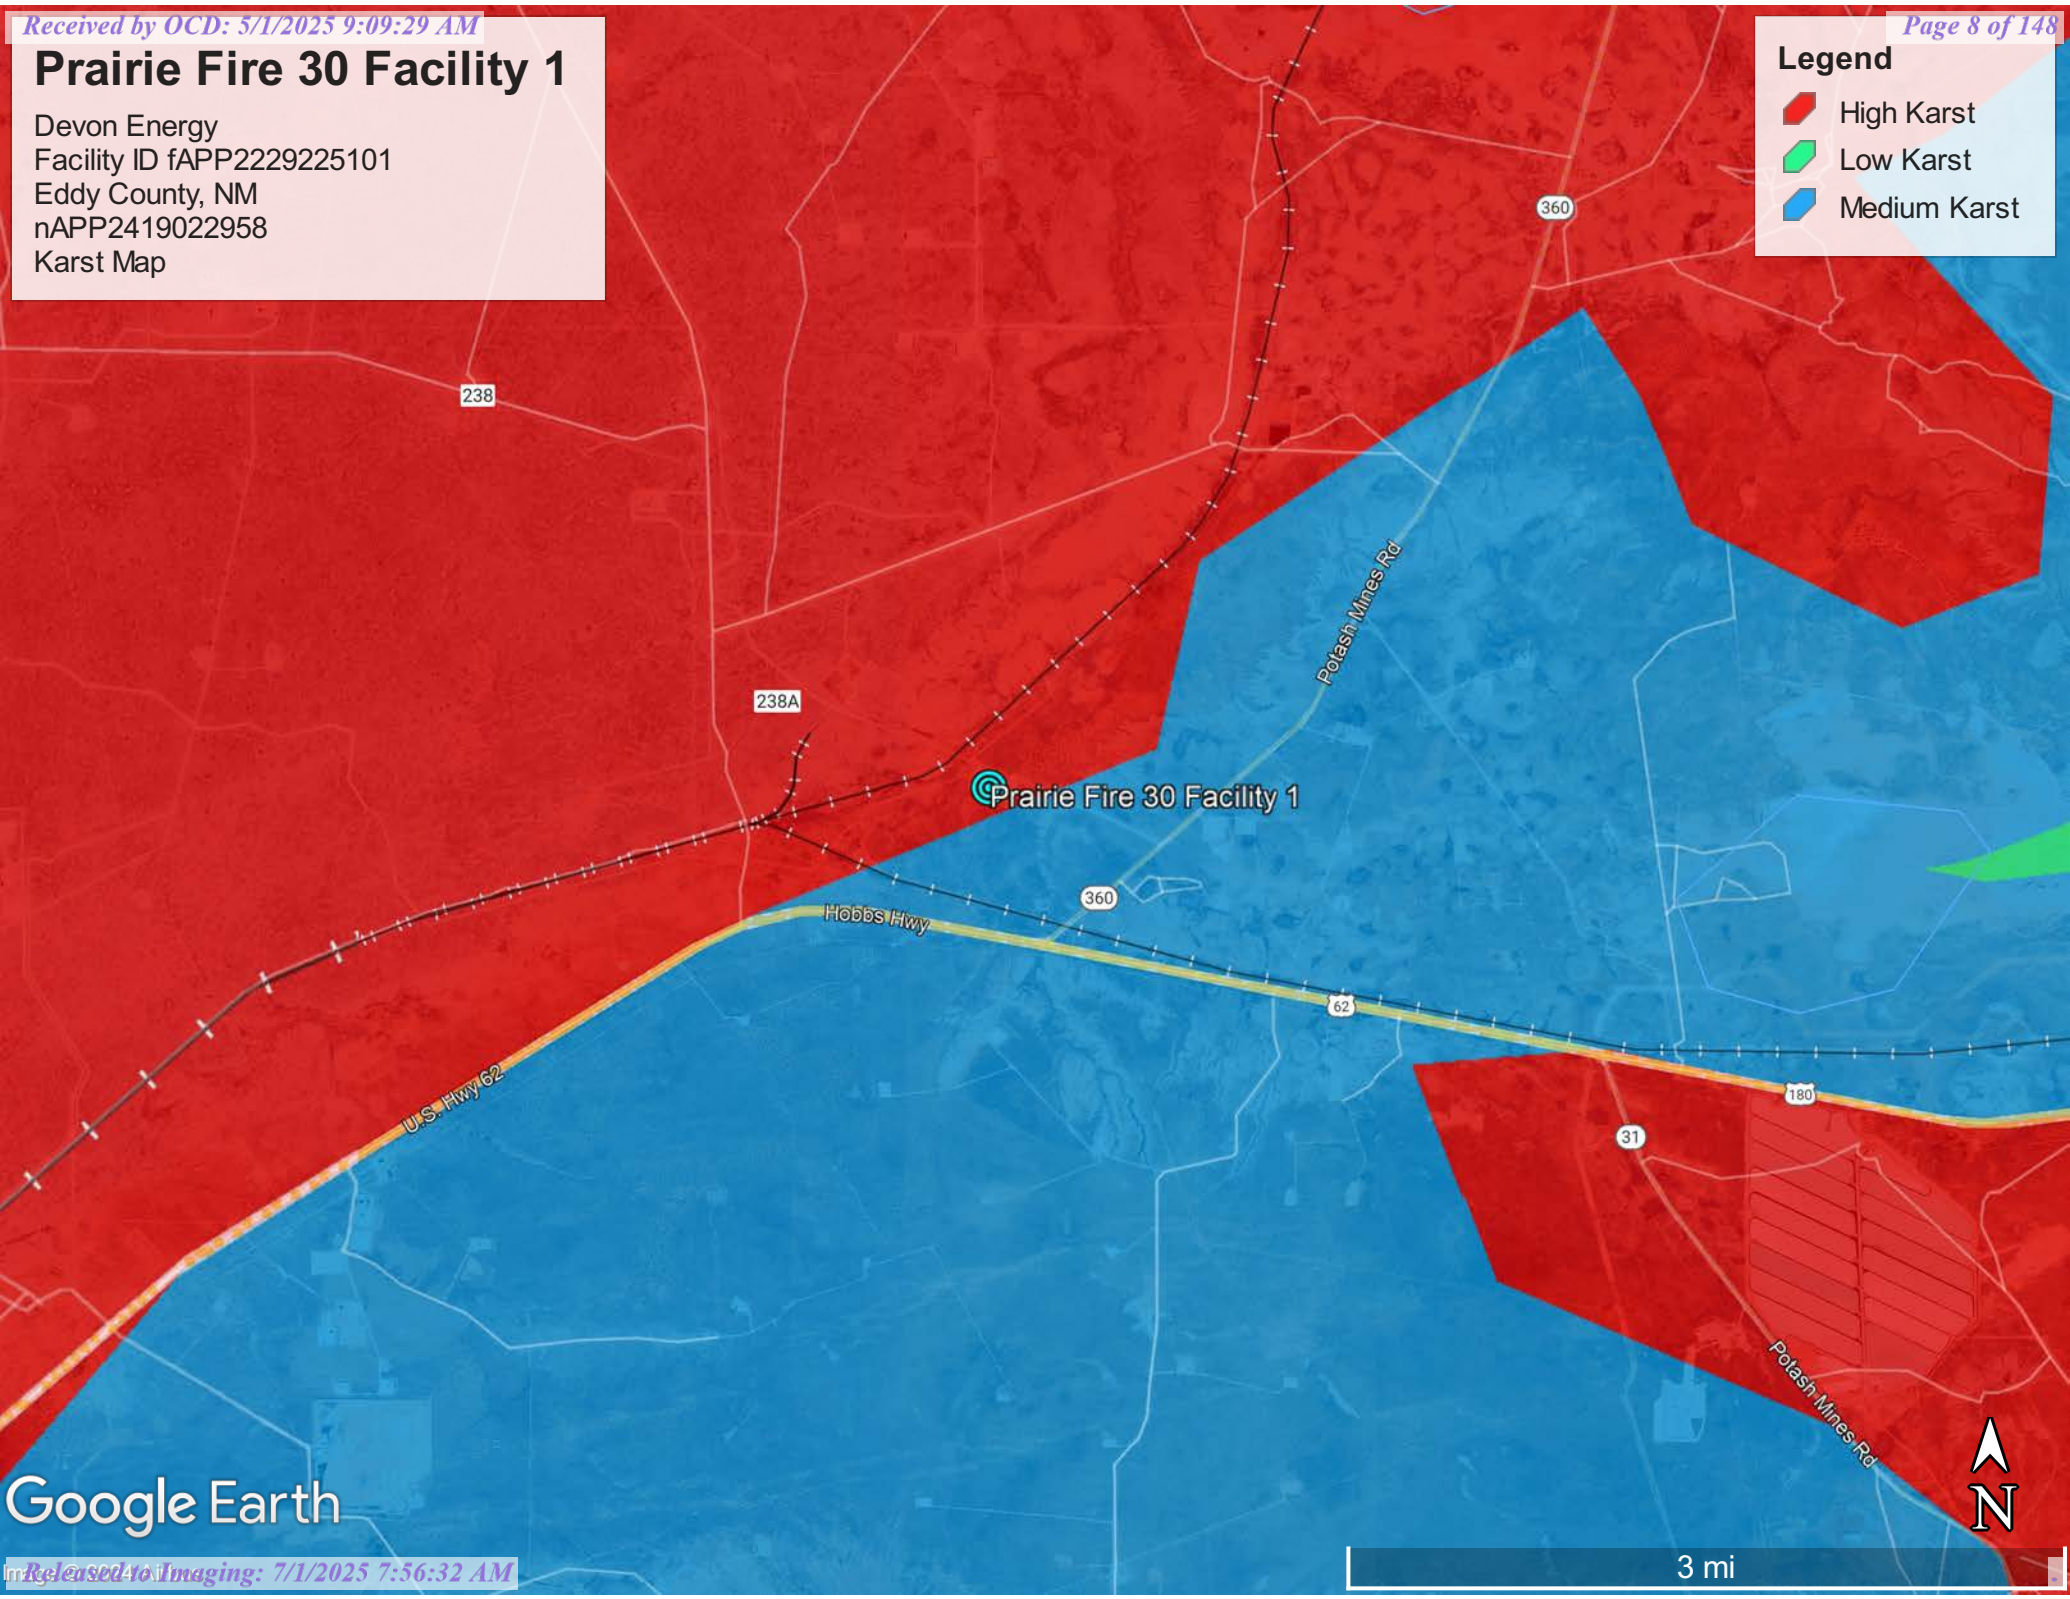 Received by OCD: 5/1/2025 9:09:29 AM
Page 8 of 148
Prairie Fire 30 Facility 1
Devon Energy
Facility ID fAPP2229225101
Eddy County, NM
nAPP2419022958
Karst Map
Legend
High Karst
Low Karst
Medium Karst
360
238
Potash Mines Rd
238A
Prairie Fire 30 Facility 1
360
Hobbs Hwy
62
U.S. Hwy 62
180
31
Potash Mines Rd
N
Google Earth
3 mi
Released to Imaging: 7/1/2025 7:56:32 AM